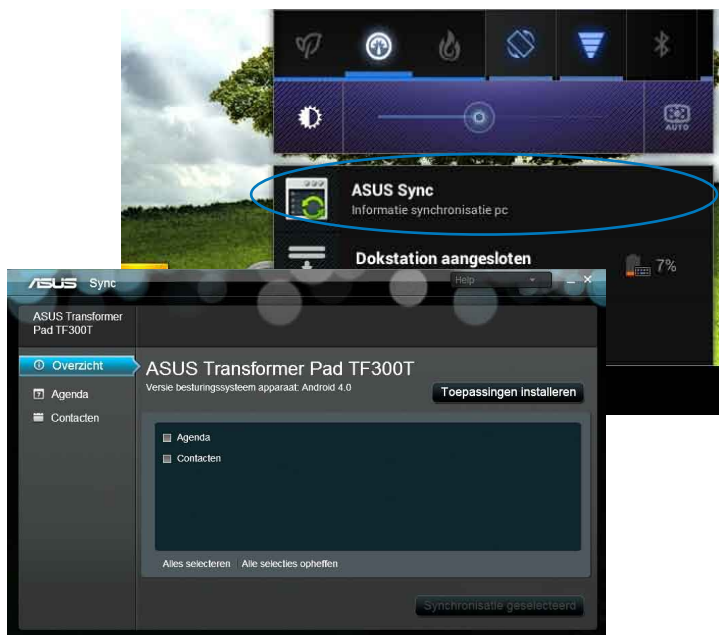 AUTO
ASUS Sync
Informatie synchronisatie pc
Dokstation aangesloten
7%
ASUS Sync
Help
ASUS Transformer
Pad TF300T
Overzicht
Agenda
Contacten
ASUS Transformer Pad TF300T
Versie besturingssysteem apparaat: Android 4.0
Toepassingen installeren
Agenda
Contacten
Alles selecteren Alle selecties opheffen
Synchronisatie geselecteerd